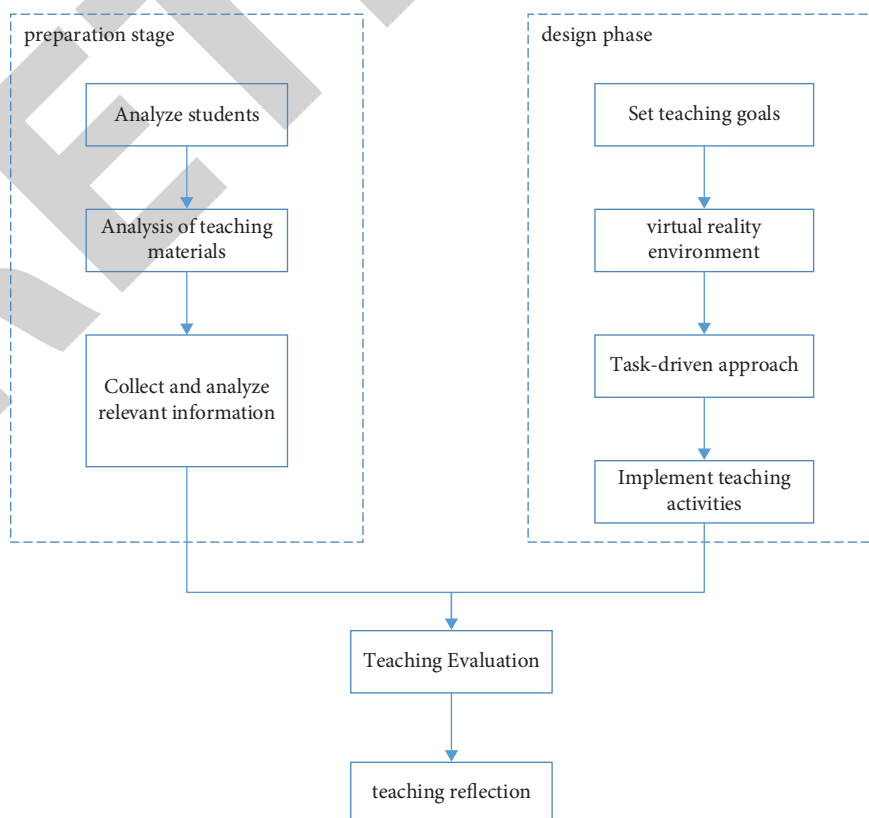 preparation stage
Analyze students
Analysis of teaching
materials
Collect and analyze
relevant information
design phase
Set teaching goals
virtual reality
environment
Task-driven approach
Implement teaching
activities
Teaching Evaluation
teaching reflection